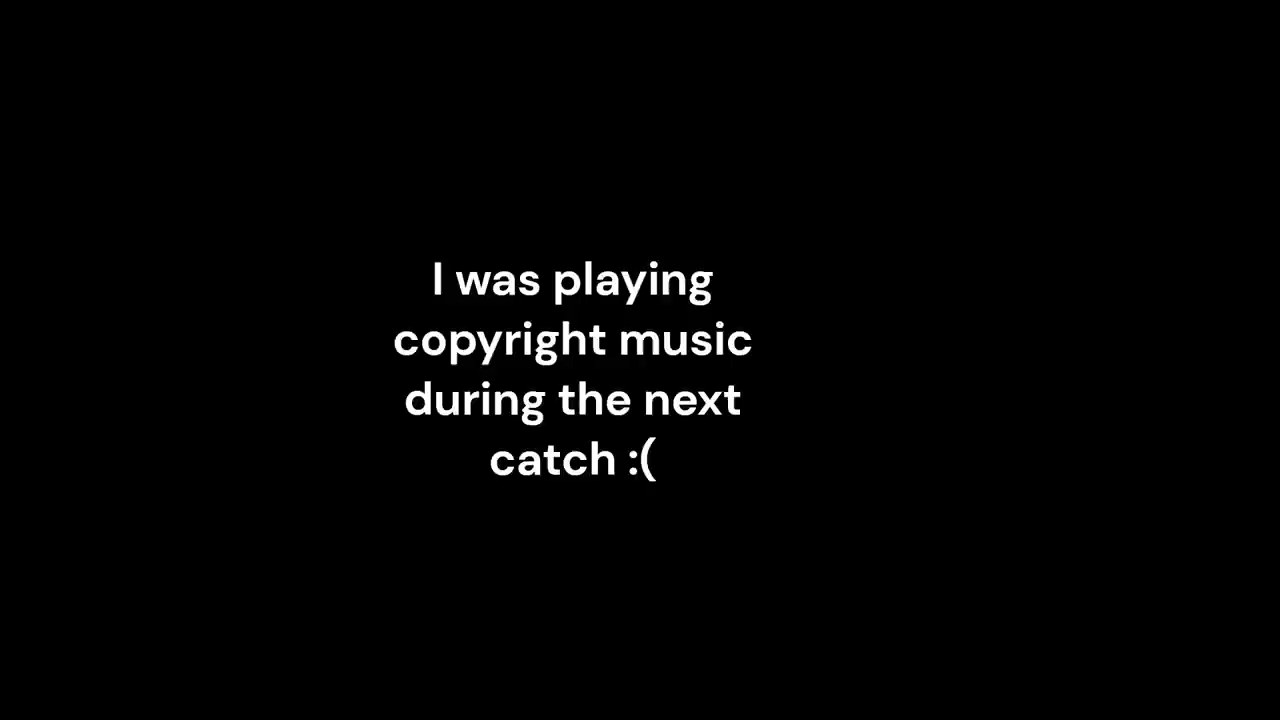 I was playing
copyright music
during the next
catch :(